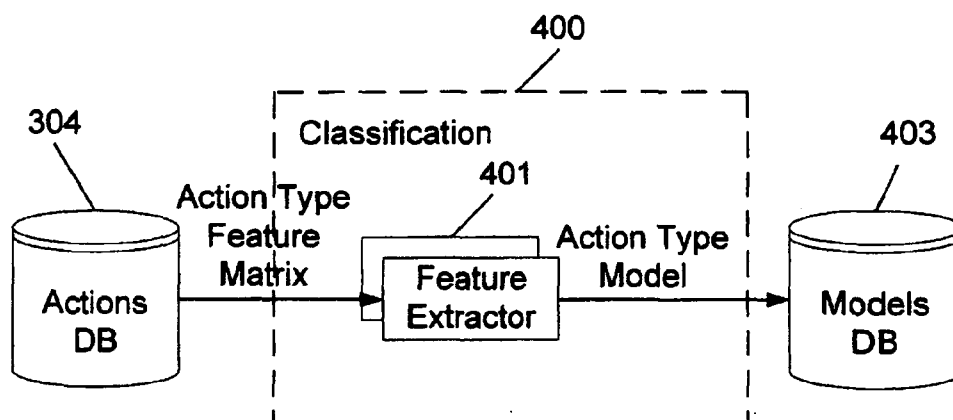 400
304
Classification
403
401
Action Type
Feature
Matrix
Action Type
Model
Actions
DB
Feature
Extractor
Models
DB